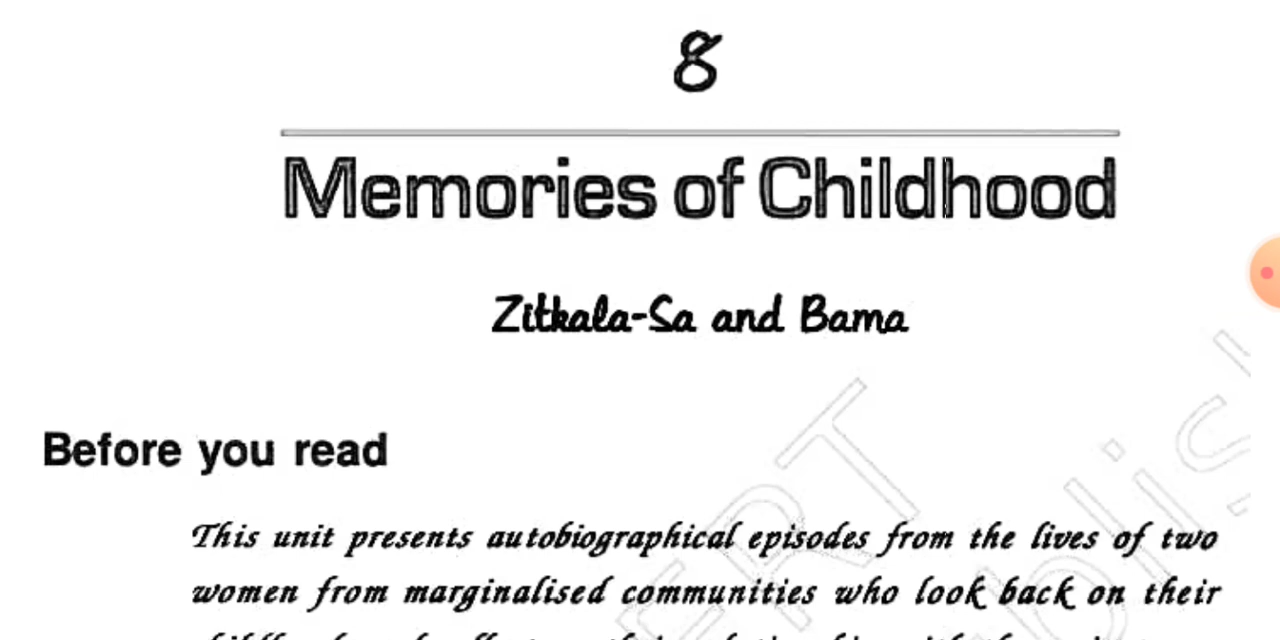 8
Memories of Childhood
Zitkala-Sa and Bama
Before you read
This unit presents autobiographical episodes from the lives of two
women from marginalised communities who look back on their